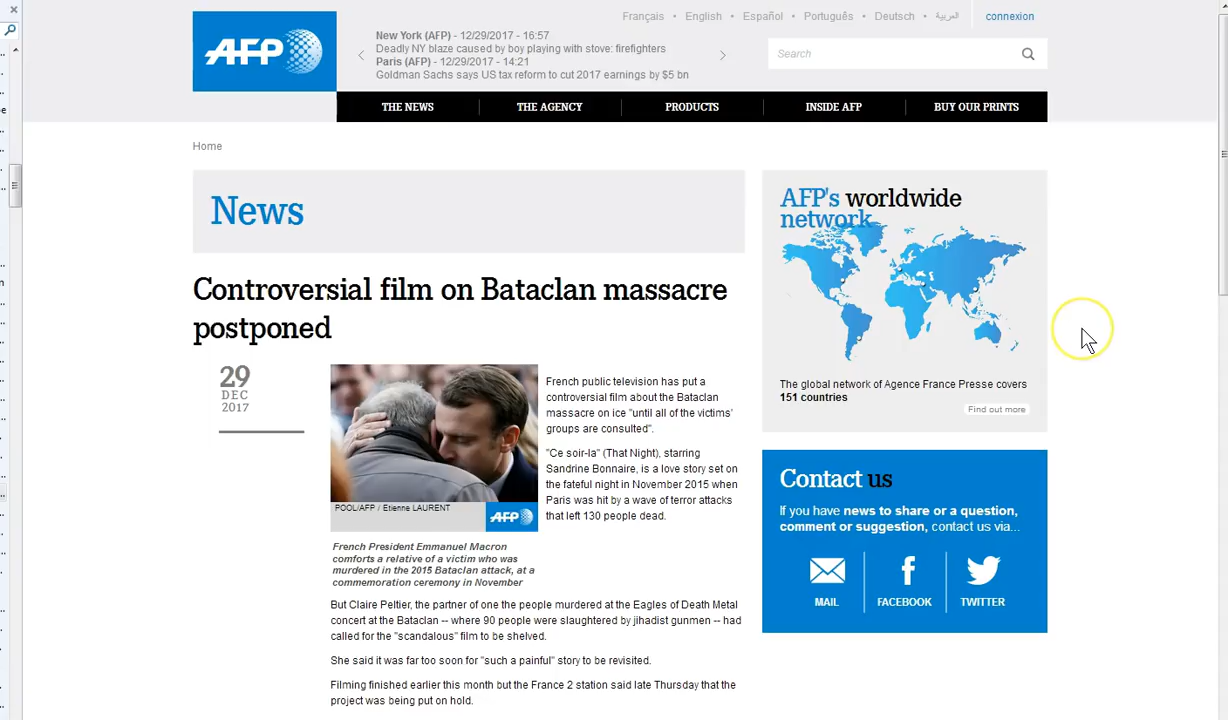 Français • English • Español • Português • Deutsch • العربية
connexion
AFP
New York (AFP) - 12/29/2017 - 16:57
Deadly NY blaze caused by boy playing with stove: firefighters
Paris (AFP) - 12/29/2017 - 14:21
Goldman Sachs says US tax reform to cut 2017 earnings by $5 bn
Search
THE NEWS
THE AGENCY
PRODUCTS
INSIDE AFP
BUY OUR PRINTS
Home
News
Controversial film on Bataclan massacre
postponed
29
DEC
2017
POOL/AFP / Etienne LAURENT
AFP
French President Emmanuel Macron
comforts a relative of a victim who was
murdered in the 2015 Bataclan attack, at a
commemoration ceremony in November
French public television has put a
controversial film about the Bataclan
massacre on ice "until all of the victims'
groups are consulted".
"Ce soir-la" (That Night), starring
Sandrine Bonnaire, is a love story set on
the fateful night in November 2015 when
Paris was hit by a wave of terror attacks
that left 130 people dead.
But Claire Peltier, the partner of one the people murdered at the Eagles of Death Metal
concert at the Bataclan -- where 90 people were slaughtered by jihadist gunmen -- had
called for the "scandalous" film to be shelved.
She said it was far too soon for "such a painful" story to be revisited.
Filming finished earlier this month but the France 2 station said late Thursday that the
project was being put on hold.
AFP's worldwide
network
The global network of Agence France Presse covers
151 countries
Find out more
Contact us
If you have news to share or a question,
comment or suggestion, contact us via...
MAIL
FACEBOOK
TWITTER